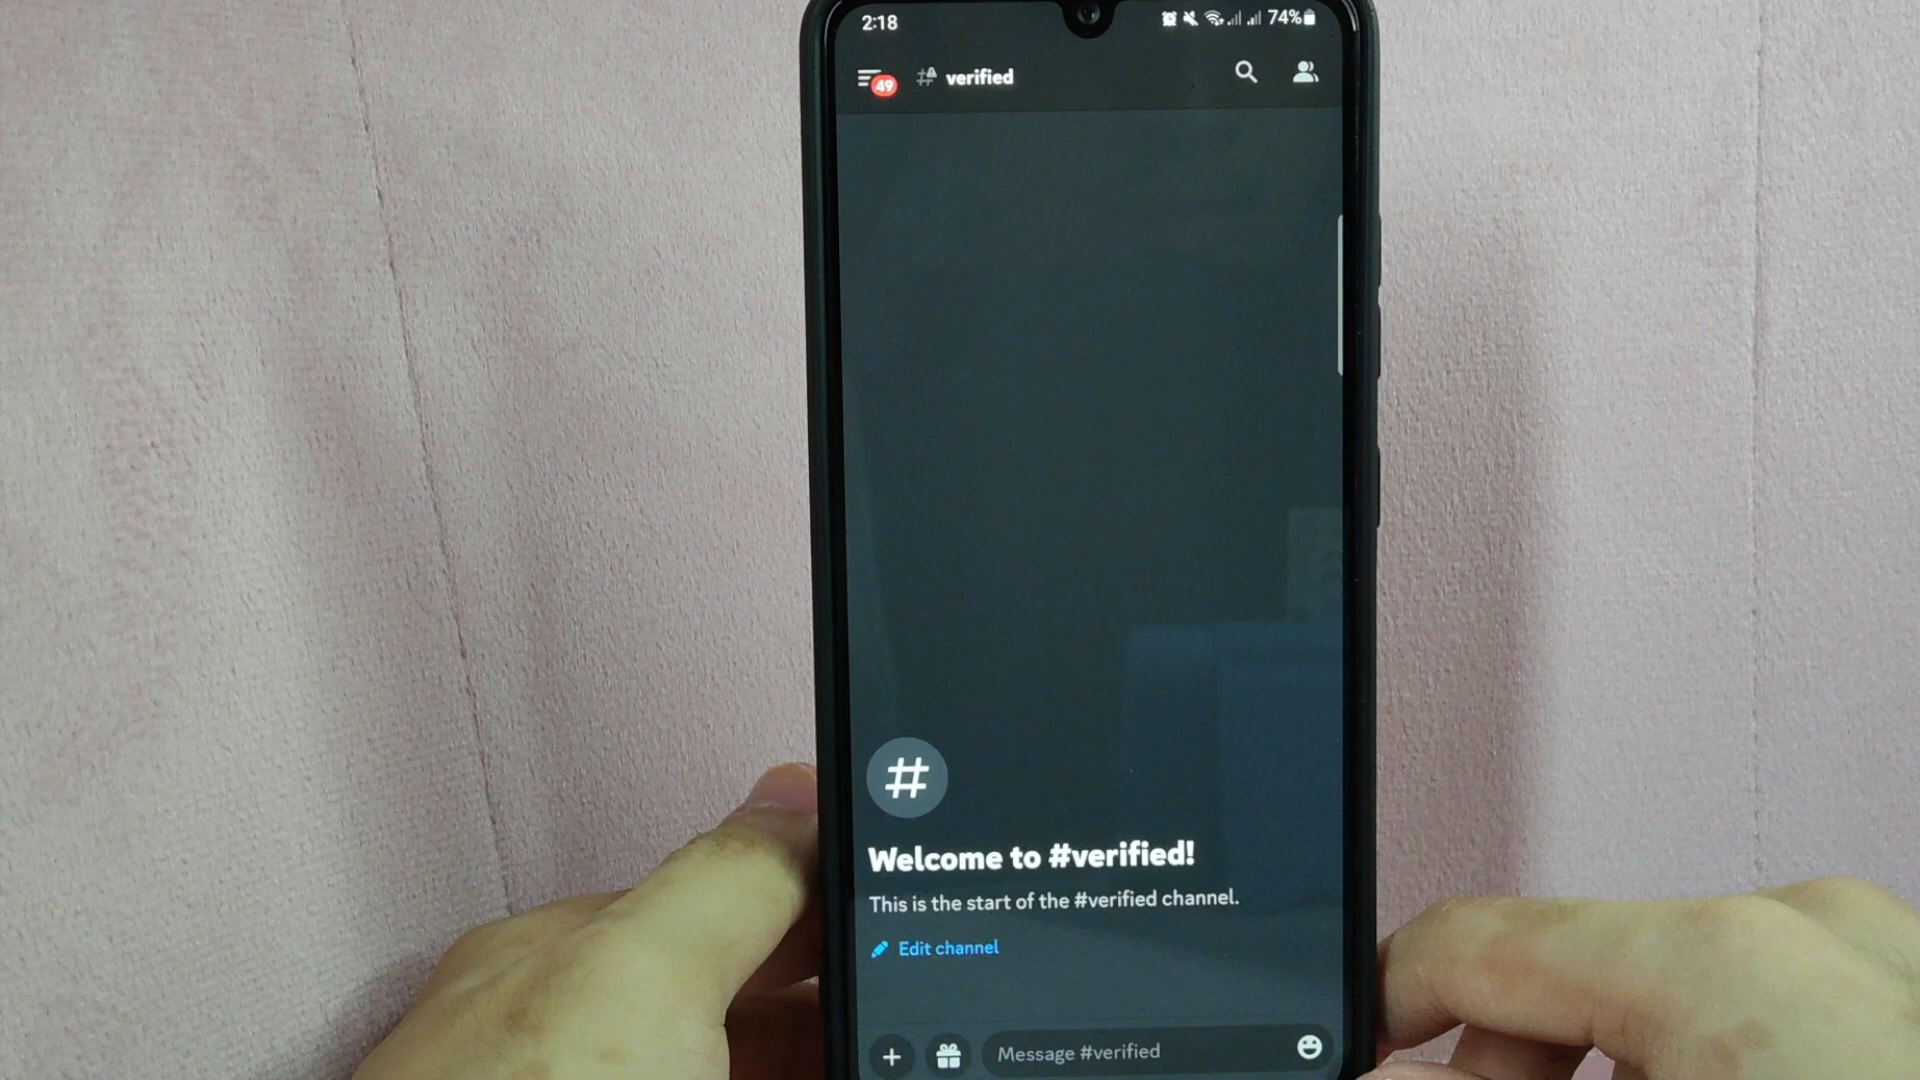 2:18 74%
49 # verified
#
Welcome to #verified!
This is the start of the #verified channel.
Edit channel
+ Message #verified